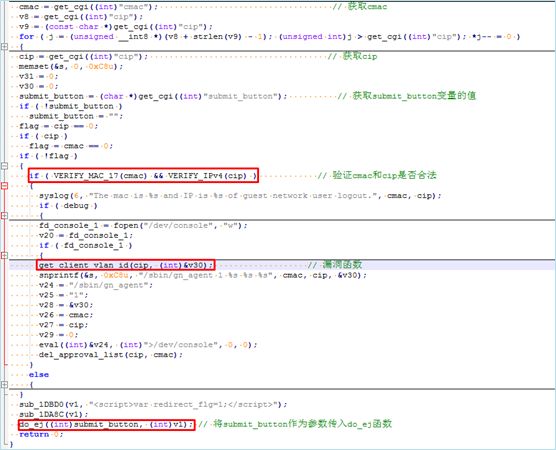 cmac = get_cgi((int)"cmac"); // 获取cmac
v8 = get_cgi((int)"cip");
v9 = (const char *)get_cgi((int)"cip");
for ( j = (unsigned __int8 *)(v8 + strlen(v9) - 1); (unsigned int)j > get_cgi((int)"cip"); *j-- = 0 )
{
cip = get_cgi((int)"cip"); // 获取cip
memset(&s, 0, 0xC8u);
v31 = 0;
v30 = 0;
submit_button = (char *)get_cgi((int)"submit_button"); // 获取submit_button变量的值
if ( !submit_button )
submit_button = "";
flag = cip == 0;
if ( cip )
flag = cmac == 0;
if ( !flag )
{
if ( VERIFY_MAC_17(cmac) && VERIFY_IPv4(cip) ) // 验证cmac和cip是否合法
{
syslog(6, "The mac is %s and IP is %s of guest network user logout.", cmac, cip);
if ( debug )
{
fd_console_1 = fopen("/dev/console", "w");
v20 = fd_console_1;
if ( fd_console_1 )
{
get_client_vlan_id(cip, (int)&v30); // 漏洞函数
snprintf(&s, 0xC8u, "/sbin/gn_agent 1 %s %s %s", cmac, cip, &v30);
v24 = "/sbin/gn_agent";
v25 = "1";
v28 = &v30;
v26 = cmac;
v27 = cip;
v29 = 0;
eval((int)&v24, (int)">/dev/console", 0, 0);
del_approval_list(cip, cmac);
}
else
{
}
sub_1DBD0(v1, "<script>var redirect_flg=1;</script>");
sub_1DA8C(v1);
do_ej((int)submit_button, (int)v1); // 将submit_button作为参数传入do_ej函数
return 0;
}